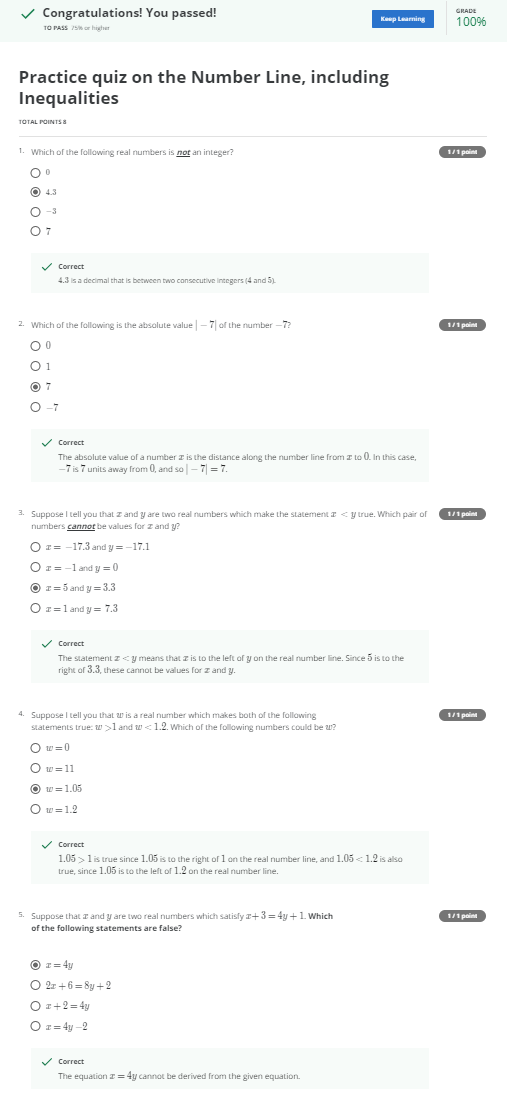 Congratulations! You passed!
TO PASS 75% or higher
Keep Learning
GRADE
100%
Practice quiz on the Number Line, including
Inequalities
TOTAL POINTS 8
1. Which of the following real numbers is not an integer?
1 / 1 point
0
4.3
−3
7
Correct
4.3 is a decimal that is between two consecutive integers (4 and 5).
2. Which of the following is the absolute value | − 7| of the number −7?
1 / 1 point
0
1
7
−7
Correct
The absolute value of a number x is the distance along the number line from x to 0. In this case,
−7 is 7 units away from 0, and so | − 7| = 7.
3. Suppose I tell you that x and y are two real numbers which make the statement x < y true. Which pair of
numbers cannot be values for x and y?
1 / 1 point
x = −17.3 and y = −17.1
x = −1 and y = 0
x = 5 and y = 3.3
x = 1 and y = 7.3
Correct
The statement x < y means that x is to the left of y on the real number line. Since 5 is to the
right of 3.3, these cannot be values for x and y.
4. Suppose I tell you that w is a real number which makes both of the following
statements true: w >1 and w < 1.2. Which of the following numbers could be w?
1 / 1 point
w = 0
w = 11
w = 1.05
w = 1.2
Correct
1.05 > 1 is true since 1.05 is to the right of 1 on the real number line, and 1.05 < 1.2 is also
true, since 1.05 is to the left of 1.2 on the real number line.
5. Suppose that x and y are two real numbers which satisfy x+ 3 = 4y + 1. Which
of the following statements are false?
1 / 1 point
x = 4y
2x + 6 = 8y + 2
x + 2 = 4y
x = 4y −2
Correct
The equation x = 4y cannot be derived from the given equation.